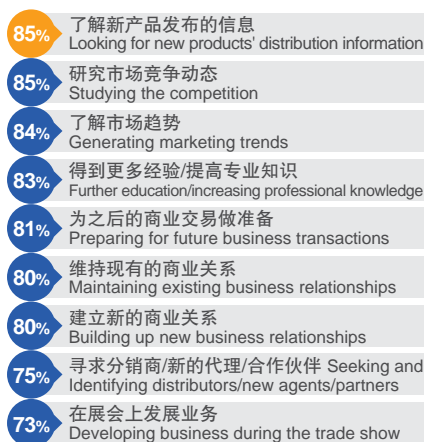 85% 了解新产品发布的信息
Looking for new products' distribution information
85% 研究市场竞争动态
Studying the competition
84% 了解市场趋势
Generating marketing trends
83% 得到更多经验/提高专业知识
Further education/increasing professional knowledge
81% 为之后的商业交易做准备
Preparing for future business transactions
80% 维持现有的商业关系
Maintaining existing business relationships
80% 建立新的商业关系
Building up new business relationships
75% 寻求分销商/新的代理/合作伙伴 Seeking and
Identifying distributors/new agents/partners
73% 在展会上发展业务
Developing business during the trade show